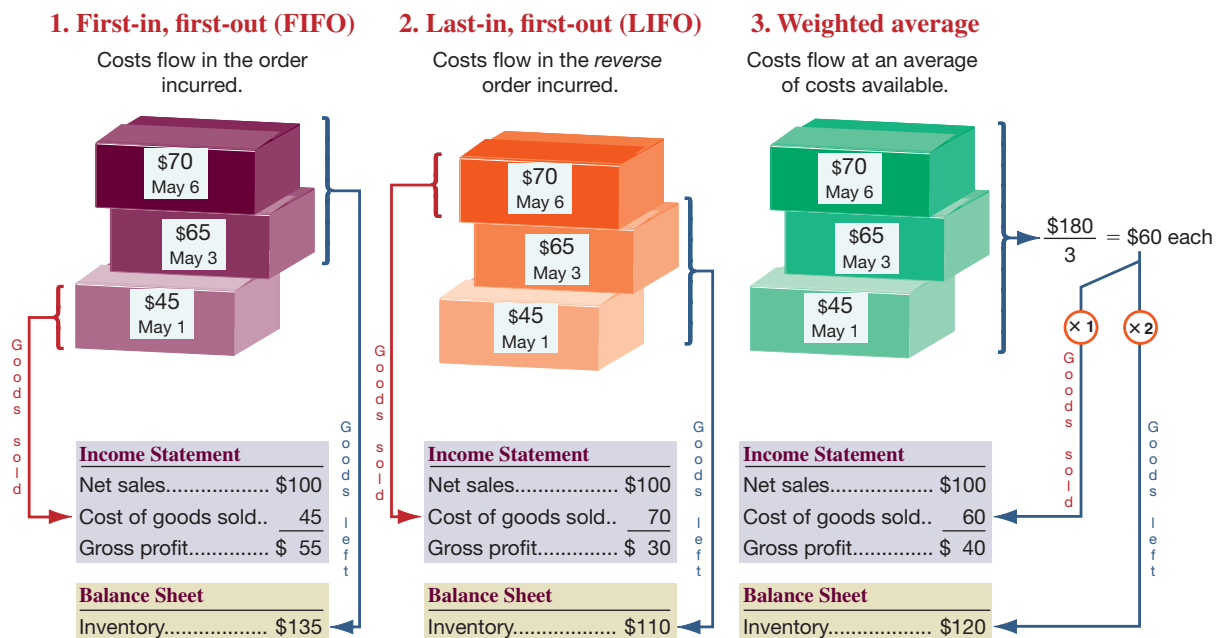 1. First-in, first-out (FIFO)
Costs flow in the order
incurred.
$70
May 6
$65
May 3
$45
May 1
Goods sold
Goods left
Income Statement
Net sales.................. $100
Cost of goods sold.. 45
Gross profit.............. $ 55
Balance Sheet
Inventory.................. $135
2. Last-in, first-out (LIFO)
Costs flow in the reverse
order incurred.
$70
May 6
$65
May 3
$45
May 1
Goods sold
Goods left
Income Statement
Net sales.................. $100
Cost of goods sold.. 70
Gross profit.............. $ 30
Balance Sheet
Inventory.................. $110
3. Weighted average
Costs flow at an average
of costs available.
$70
May 6
$65
May 3
$45
May 1
$180
3
= $60 each
× 1
× 2
Goods sold
Goods left
Income Statement
Net sales.................. $100
Cost of goods sold.. 60
Gross profit.............. $ 40
Balance Sheet
Inventory.................. $120